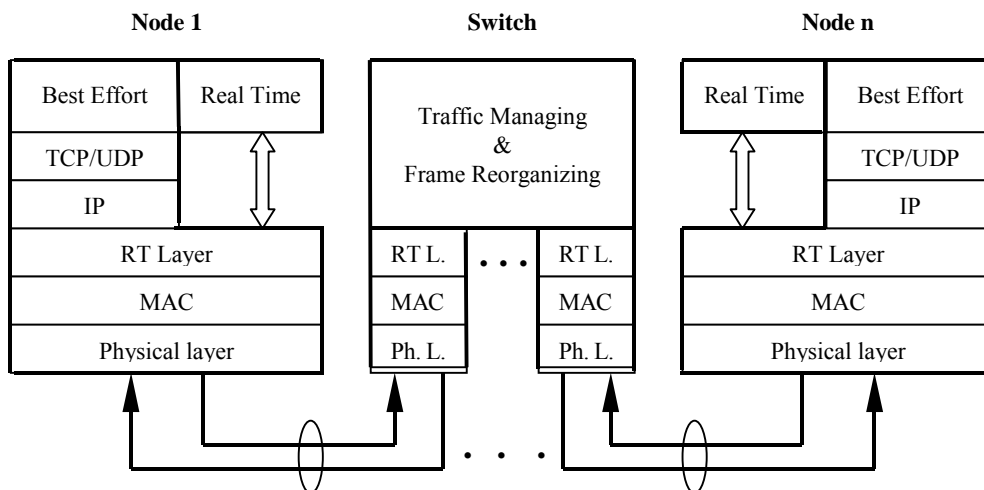 Node 1
Switch
Node n
Best Effort
Real Time
TCP/UDP
IP
RT Layer
MAC
Physical layer
Traffic Managing
&
Frame Reorganizing
RT L.
MAC
Ph. L.
. . .
RT L.
MAC
Ph. L.
Real Time
Best Effort
TCP/UDP
IP
RT Layer
MAC
Physical layer
. . .